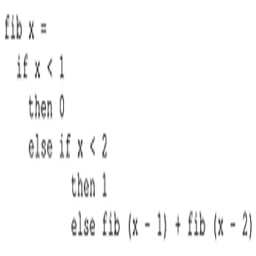 fib x =
  if x < 1
    then 0
    else if x < 2
         then 1
         else fib (x - 1) + fib (x - 2)